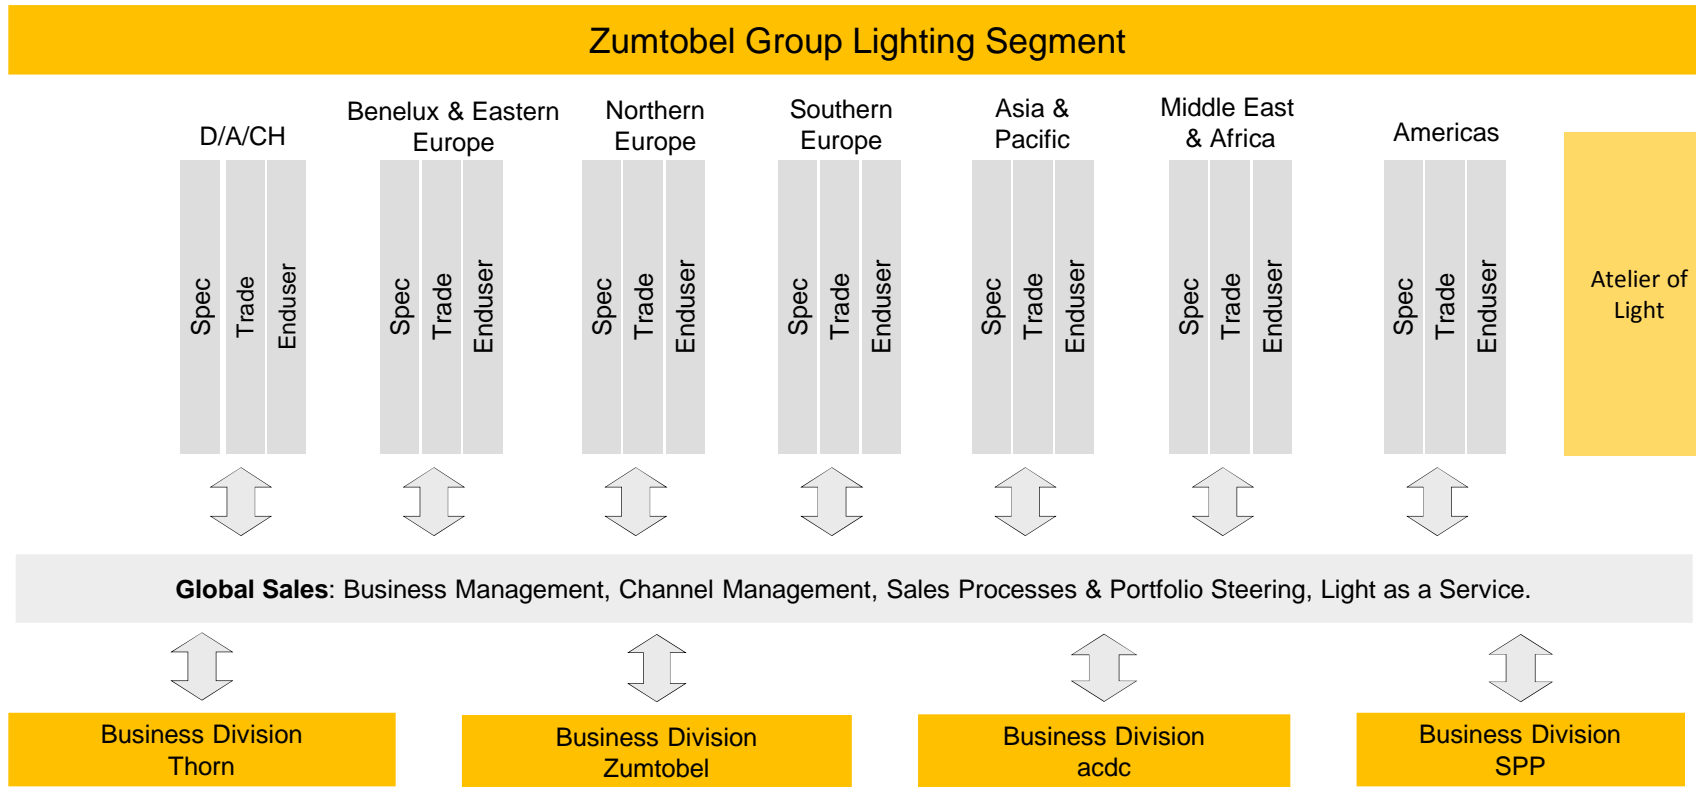 Zumtobel Group Lighting Segment
D/A/CH
Benelux & Eastern
Europe
Northern
Europe
Southern
Europe
Asia &
Pacific
Middle East
& Africa
Americas
Spec
Trade
Enduser
Spec
Trade
Enduser
Spec
Trade
Enduser
Spec
Trade
Enduser
Spec
Trade
Enduser
Spec
Trade
Enduser
Spec
Trade
Enduser
Atelier of
Light
Global Sales: Business Management, Channel Management, Sales Processes & Portfolio Steering, Light as a Service.
Business Division
Thorn
Business Division
Zumtobel
Business Division
acdc
Business Division
SPP